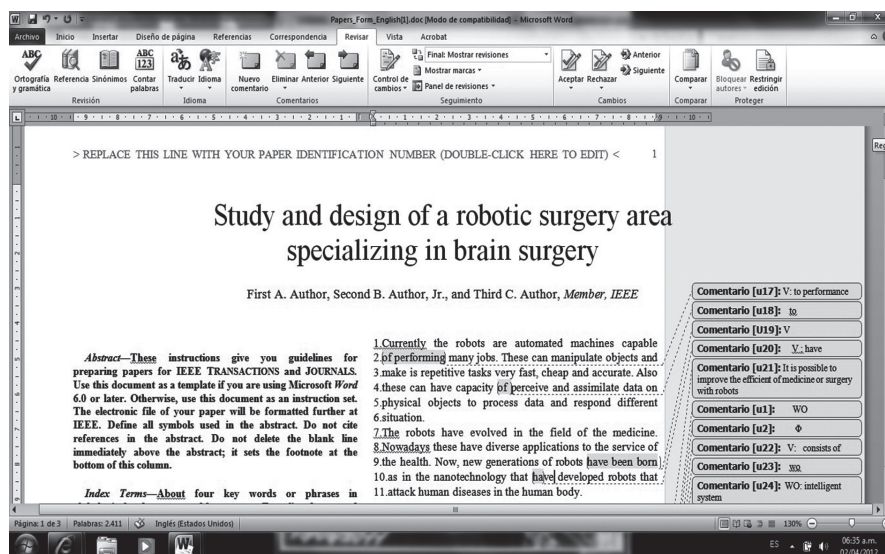 Papers_Form_English[1].doc [Modo de compatibilidad] - Microsoft Word
Archivo Inicio Insertar Diseño de página Referencias Correspondencia Revisar Vista Acrobat
ABC ABC 123 Final: Mostrar revisiones Anterior
Mostrar marcas Siguiente
Ortografía y gramática Referencia Sinónimos Contar palabras Traducir Idioma Nuevo comentario Eliminar Anterior Siguiente Control de cambios Panel de revisiones Aceptar Rechazar Comparar Bloquear autores Restringir edición
Revisión Idioma Comentarios Seguimiento Cambios Comparar Proteger
> REPLACE THIS LINE WITH YOUR PAPER IDENTIFICATION NUMBER (DOUBLE-CLICK HERE TO EDIT) < 1
Study and design of a robotic surgery area
specializing in brain surgery
First A. Author, Second B. Author, Jr., and Third C. Author, Member, IEEE
Abstract—These instructions give you guidelines for
preparing papers for IEEE TRANSACTIONS and JOURNALS.
Use this document as a template if you are using Microsoft Word
6.0 or later. Otherwise, use this document as an instruction set.
The electronic file of your paper will be formatted further at
IEEE. Define all symbols used in the abstract. Do not cite
references in the abstract. Do not delete the blank line
immediately above the abstract; it sets the footnote at the
bottom of this column.
Index Terms—About four key words or phrases in
1.Currently the robots are automated machines capable
2.of performing many jobs. These can manipulate objects and
3.make is repetitive tasks very fast, cheap and accurate. Also
4.these can have capacity of perceive and assimilate data on
5.physical objects to process data and respond different
6.situation.
7.The robots have evolved in the field of the medicine.
8.Nowadays these have diverse applications to the service of
9.the health. Now, new generations of robots have been born
10.as in the nanotechnology that have developed robots that
11.attack human diseases in the human body.
Comentario [u17]: V: to performance
Comentario [u18]: to
Comentario [U19]: V
Comentario [u20]: V ; have
Comentario [u21]: It is possible to
improve the efficient of medicine or surgery
with robots
Comentario [u1]: WO
Comentario [u2]: Φ
Comentario [u22]: V: consists of
Comentario [u23]: wo
Comentario [u24]: WO: intelligent
system
Página: 1 de 3 Palabras: 2.411 Inglés (Estados Unidos) 130%
ES 06:35 a.m.